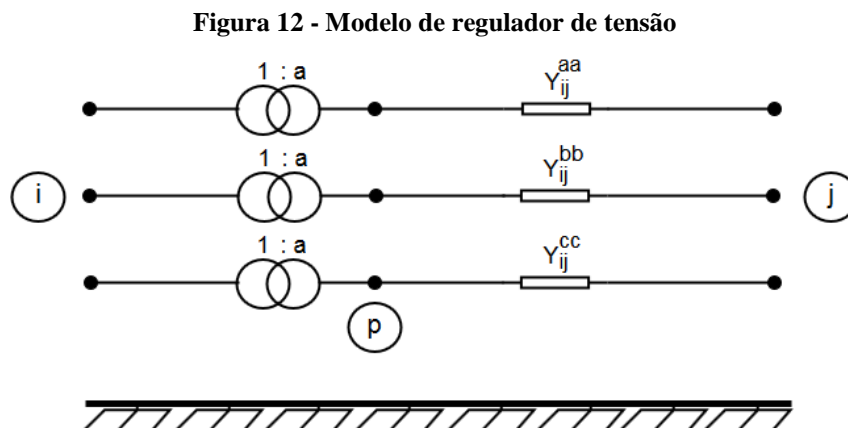 Figura 12 - Modelo de regulador de tensão
1 : a
Y_ij^aa
1 : a
Y_ij^bb
i
j
1 : a
Y_ij^cc
p